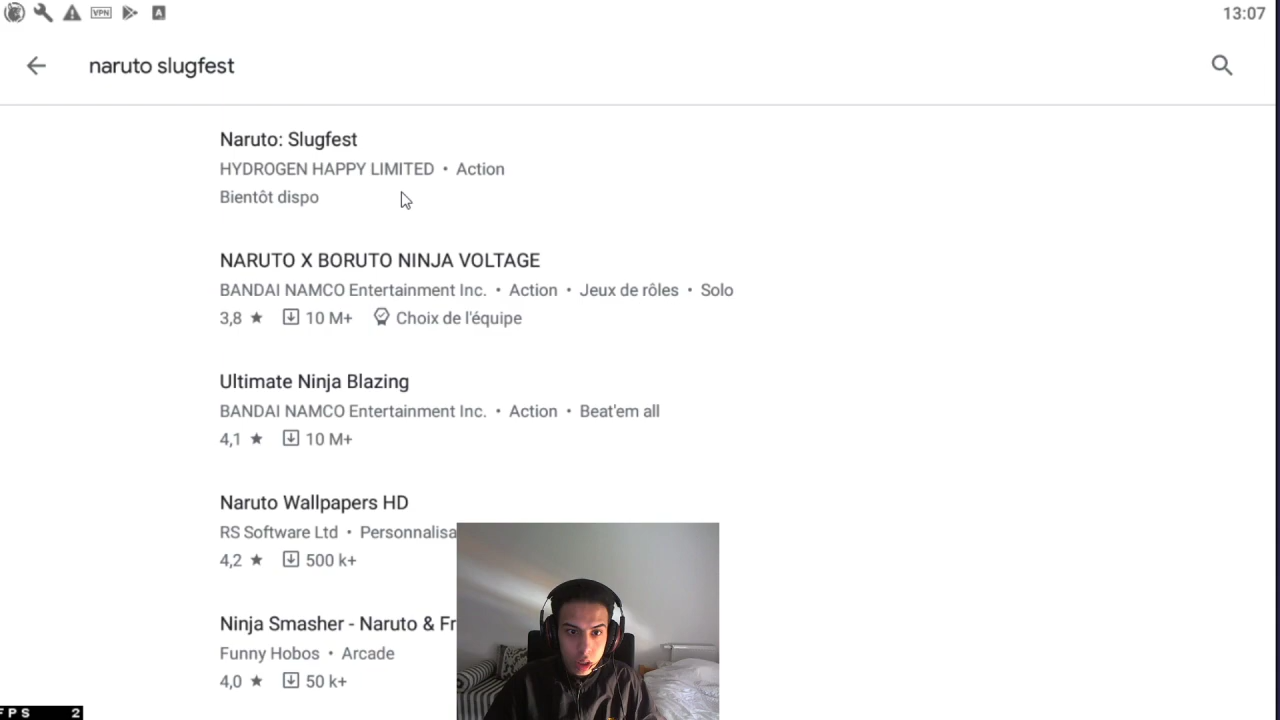 VPN
A
13:07
naruto slugfest
Naruto: Slugfest
HYDROGEN HAPPY LIMITED • Action
Bientôt dispo
NARUTO X BORUTO NINJA VOLTAGE
BANDAI NAMCO Entertainment Inc. • Action • Jeux de rôles • Solo
3,8 ★ 10 M+ Choix de l'équipe
Ultimate Ninja Blazing
BANDAI NAMCO Entertainment Inc. • Action • Beat'em all
4,1 ★ 10 M+
Naruto Wallpapers HD
RS Software Ltd • Personnalisa
4,2 ★ 500 k+
Ninja Smasher - Naruto & Fr
Funny Hobos • Arcade
4,0 ★ 50 k+
FPS 2